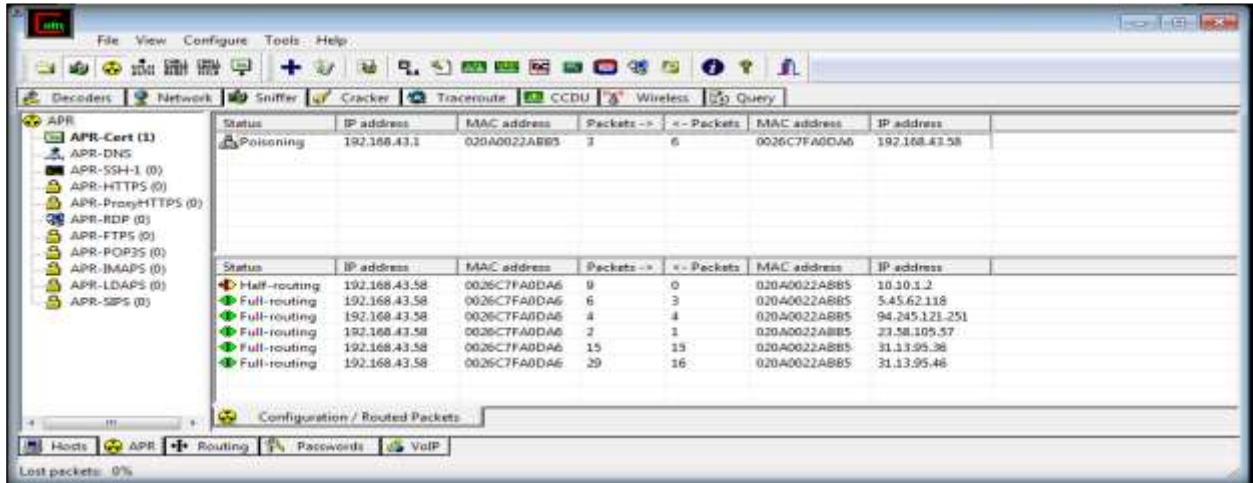 Cain
File View Configure Tools Help
Decoders Network Sniffer Cracker Traceroute CCDU Wireless Query
APR
APR-Cert (1)
APR-DNS
APR-SSH-1 (0)
APR-HTTPS (0)
APR-ProxyHTTPS (0)
APR-RDP (0)
APR-FTPS (0)
APR-POP3S (0)
APR-IMAPS (0)
APR-LDAPS (0)
APR-SIPS (0)
Status IP address MAC address Packets -> <- Packets MAC address IP address
Poisoning 192.168.43.1 020A0022ABB5 3 6 0026C7FA0DA6 192.168.43.58
Status IP address MAC address Packets -> <- Packets MAC address IP address
Half-routing 192.168.43.58 0026C7FA0DA6 9 0 020A0022ABB5 10.10.1.2
Full-routing 192.168.43.58 0026C7FA0DA6 6 3 020A0022ABB5 5.45.62.118
Full-routing 192.168.43.58 0026C7FA0DA6 4 4 020A0022ABB5 94.245.121.251
Full-routing 192.168.43.58 0026C7FA0DA6 2 1 020A0022ABB5 23.58.105.57
Full-routing 192.168.43.58 0026C7FA0DA6 15 020A0022ABB5 31.13.95.36
Full-routing 192.168.43.58 0026C7FA0DA6 29 16 020A0022ABB5 31.13.95.46
Configuration / Routed Packets
Hosts APR Routing Passwords VoIP
Lost packets: 0%